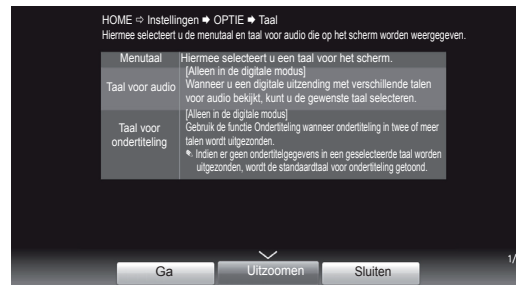 HOME ⇨ Instellingen ➡ OPTIE ➡ Taal
Hiermee selecteert u de menutaal en taal voor audio die op het scherm worden weergegeven.
Menutaal Hiermee selecteert u een taal voor het scherm.
Taal voor audio
[Alleen in de digitale modus]
Wanneer u een digitale uitzending met verschillende talen
voor audio bekijkt, kunt u de gewenste taal selecteren.
Taal voor
ondertiteling
[Alleen in de digitale modus]
Gebruik de functie Ondertiteling wanneer ondertiteling in twee of meer
talen wordt uitgezonden.
✎ Indien er geen ondertitelgegevens in een geselecteerde taal worden
uitgezonden, wordt de standaardtaal voor ondertiteling getoond.
1/
Ga Uitzoomen Sluiten